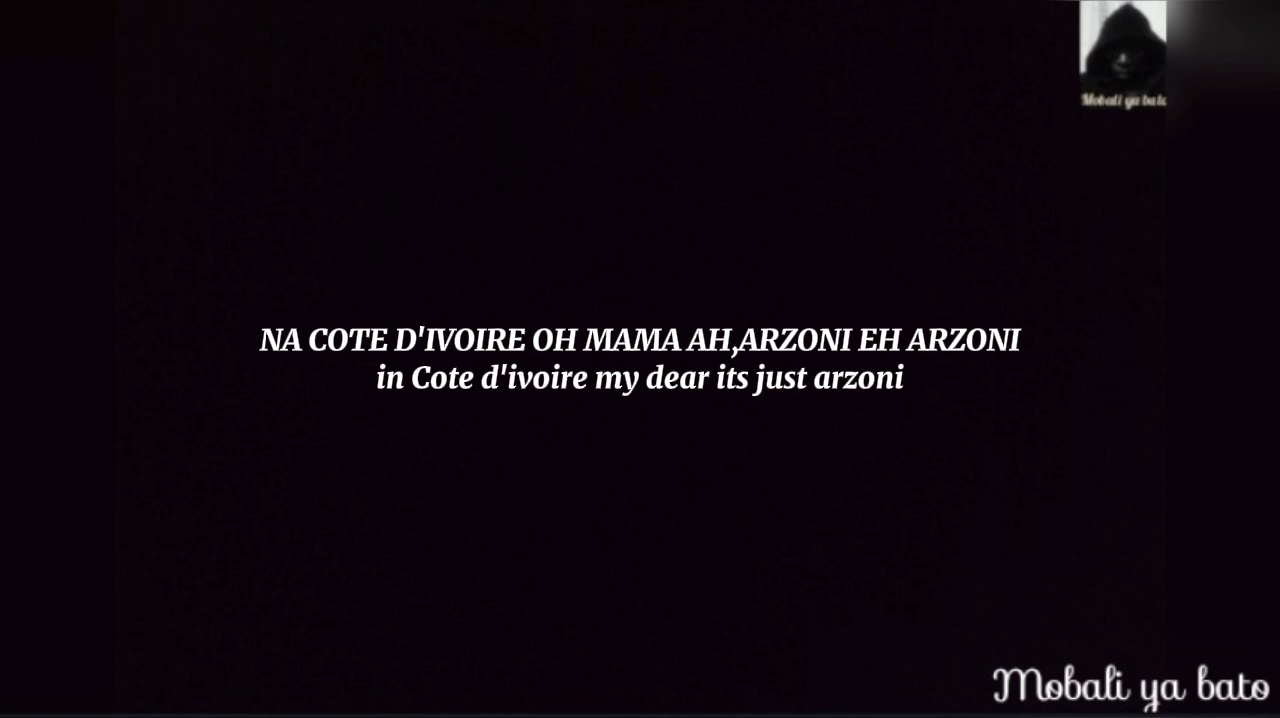 Mobali ya bato
NA COTE D'IVOIRE OH MAMA AH,ARZONI EH ARZONI
in Cote d'ivoire my dear its just arzoni
Mobali ya bato